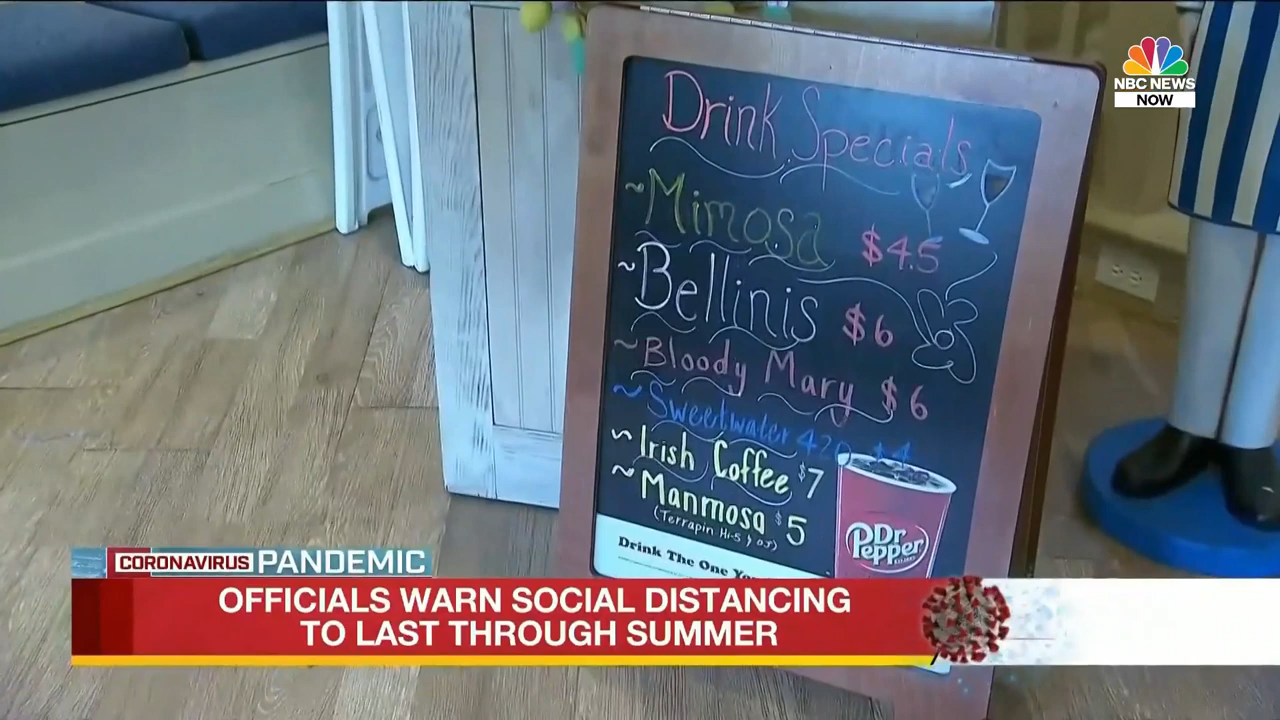 NBC NEWS
NOW
Drink Specials
~Mimosa $4.5
~Bellinis $6
~Bloody Mary $6
~Sweetwater 420 $4
~Irish Coffee $7
~Manmosa $5
(Terrapin Hi-5 & OJ)
Dr
Pepper
Drink The One
CORONAVIRUS PANDEMIC
OFFICIALS WARN SOCIAL DISTANCING
TO LAST THROUGH SUMMER